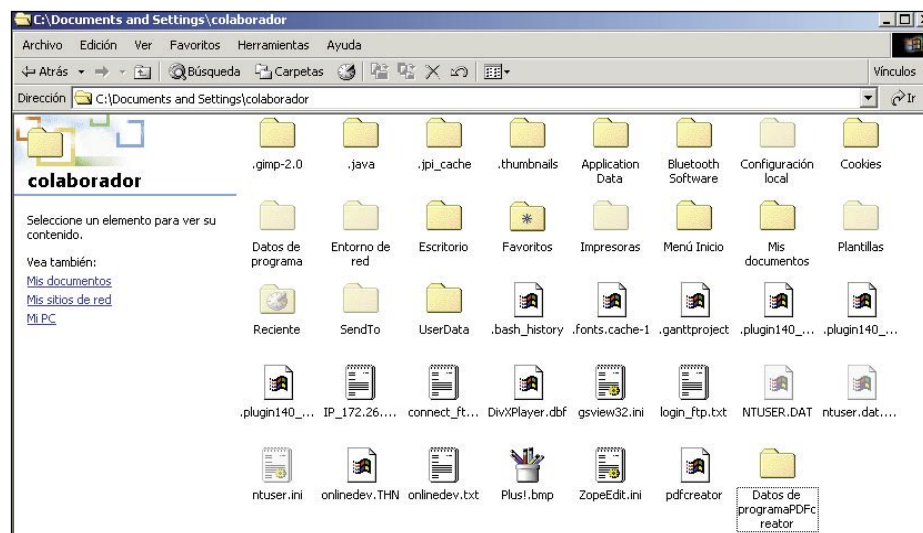 C:\Documents and Settings\colaborador
Archivo Edición Ver Favoritos Herramientas Ayuda
Atrás Búsqueda Carpetas Vínculos
Dirección C:\Documents and Settings\colaborador Ir
colaborador
Seleccione un elemento para ver su
contenido.
Vea también:
Mis documentos
Mis sitios de red
Mi PC
.gimp-2.0 .java .jpi_cache .thumbnails Application Data Bluetooth Software Configuración local Cookies
Datos de programa Entorno de red Escritorio Favoritos Impresoras Menú Inicio Mis documentos Plantillas
Reciente SendTo UserData .bash_history .fonts.cache-1 .ganttproject .plugin140_... .plugin140_...
.plugin140_... IP_172.26.... connect_ft... DivXPlayer.dbf gsview32.ini login_ftp.txt NTUSER.DAT ntuser.dat....
ntuser.ini onlinedev.THN onlinedev.txt Plus!.bmp ZopeEdit.ini pdfcreator Datos de programaPDFcreator